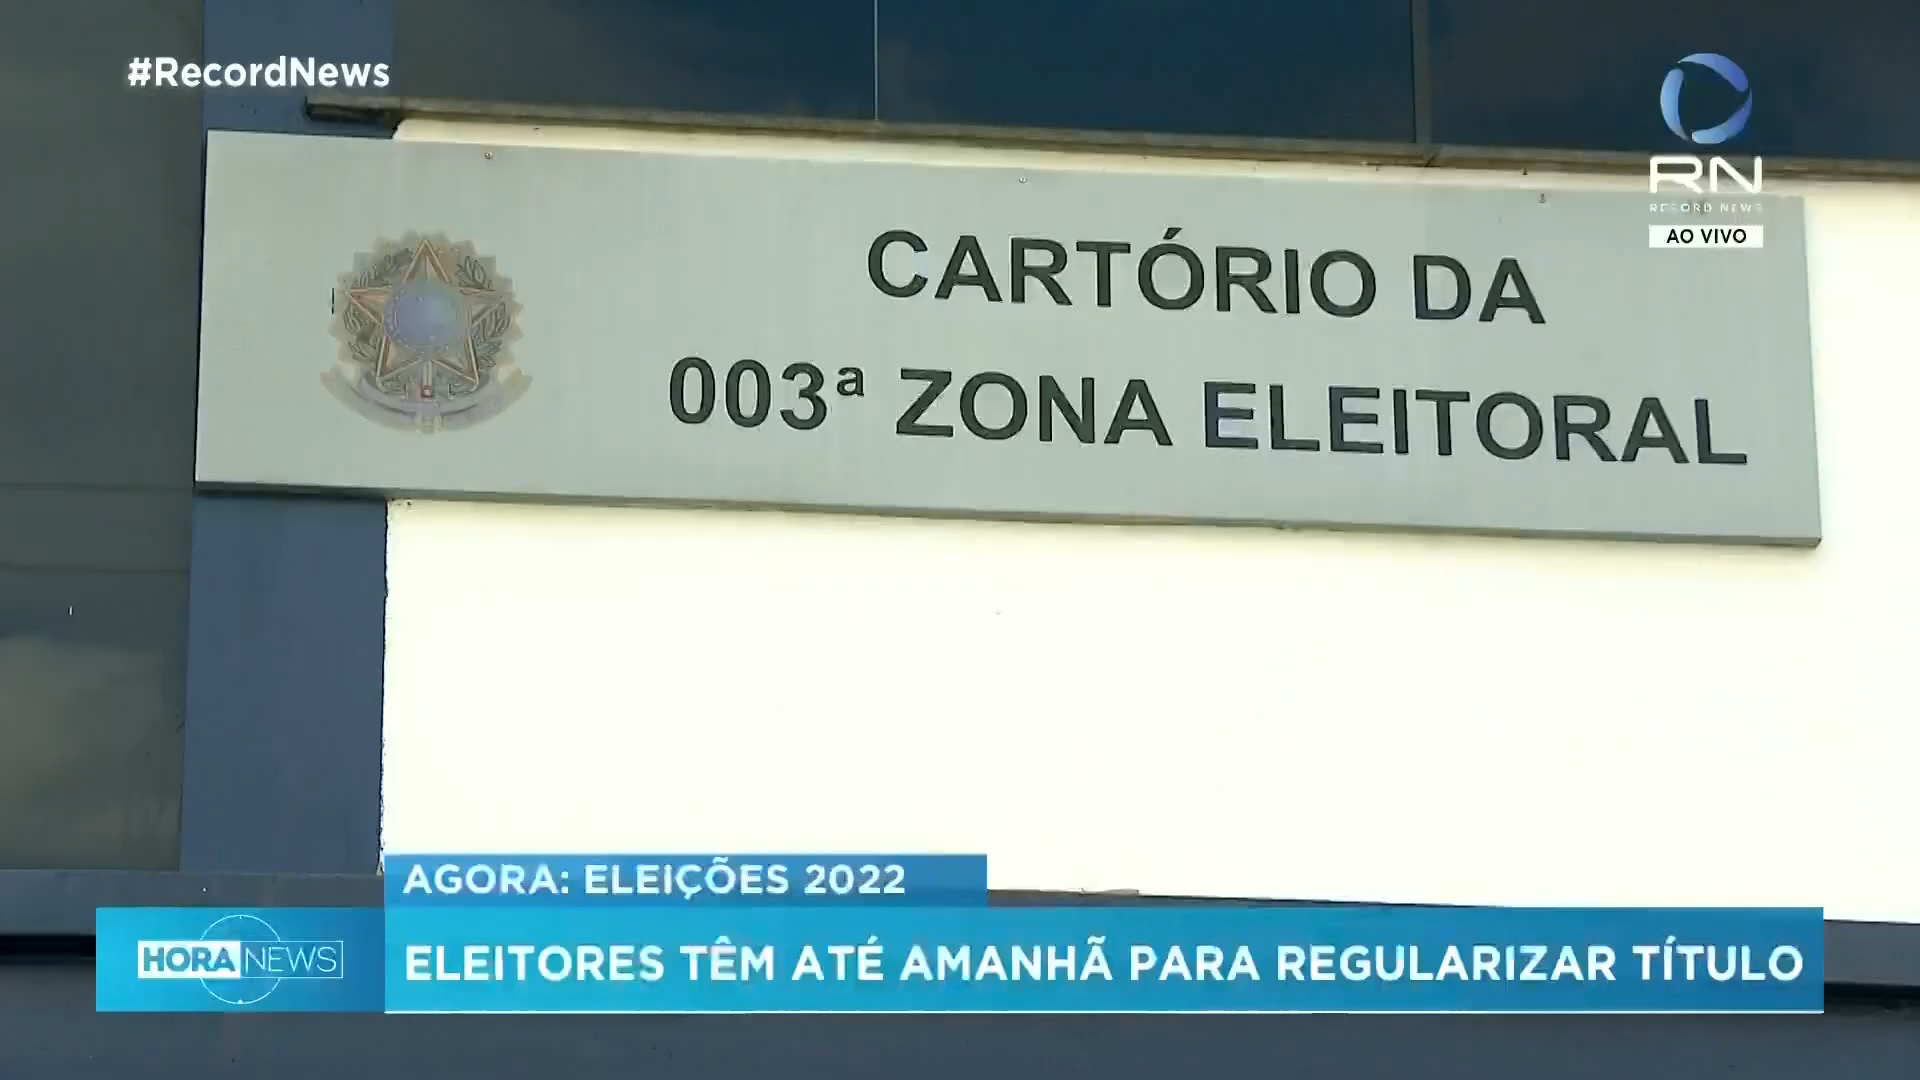 #RecordNews
RN
RECORD NEWS
AO VIVO
CARTÓRIO DA
003ª ZONA ELEITORAL
AGORA: ELEIÇÕES 2022
HORA NEWS
ELEITORES TÊM ATÉ AMANHÃ PARA REGULARIZAR TÍTULO